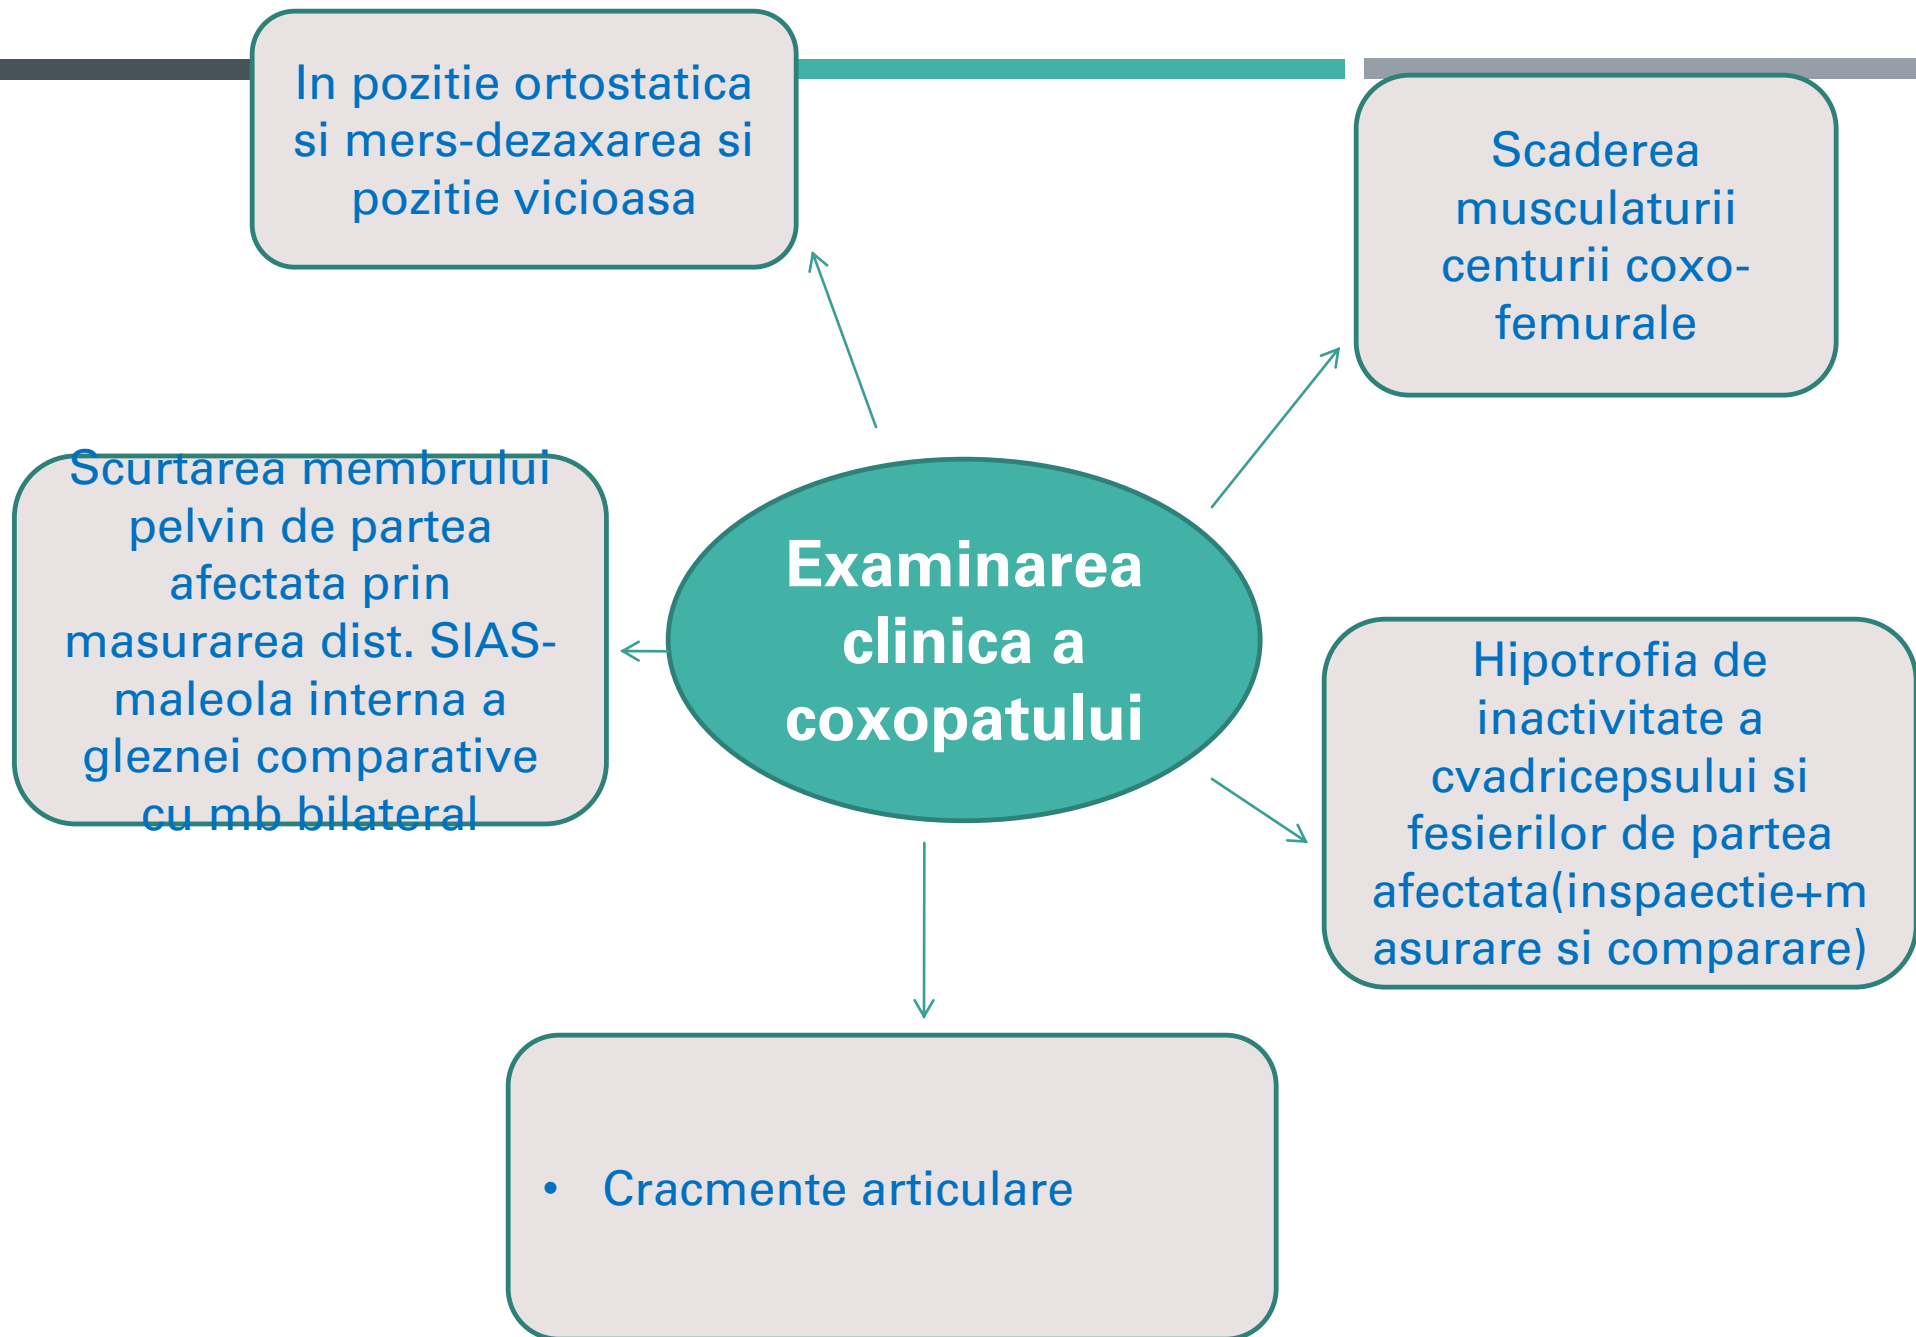 In pozitie ortostatica
si mers-dezaxarea si
pozitie vicioasa
Scaderea
musculaturii
centurii coxo-
femurale
Scurtarea membrului
pelvin de partea
afectata prin
masurarea dist. SIAS-
maleola interna a
gleznei comparative
cu mb bilateral
Examinarea
clinica a
coxopatului
Hipotrofia de
inactivitate a
cvadricepsului si
fesierilor de partea
afectata(inspaectie+m
asurare si comparare)
• Cracmente articulare